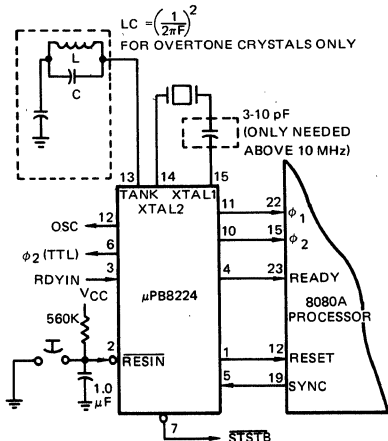 LC = (1/2πF)²
FOR OVERTONE CRYSTALS ONLY
L
C
3-10 pF
(ONLY NEEDED
ABOVE 10 MHz)
13 14 15
TANK XTAL1
XTAL2
OSC 12
φ2 (TTL) 6
RDYIN 3
VCC
560K
2 RESIN
1.0
μF
μPB8224
11 22 φ1
10 15 φ2
4 23 READY
8080A
PROCESSOR
1 12 RESET
5 19 SYNC
7 STSTB